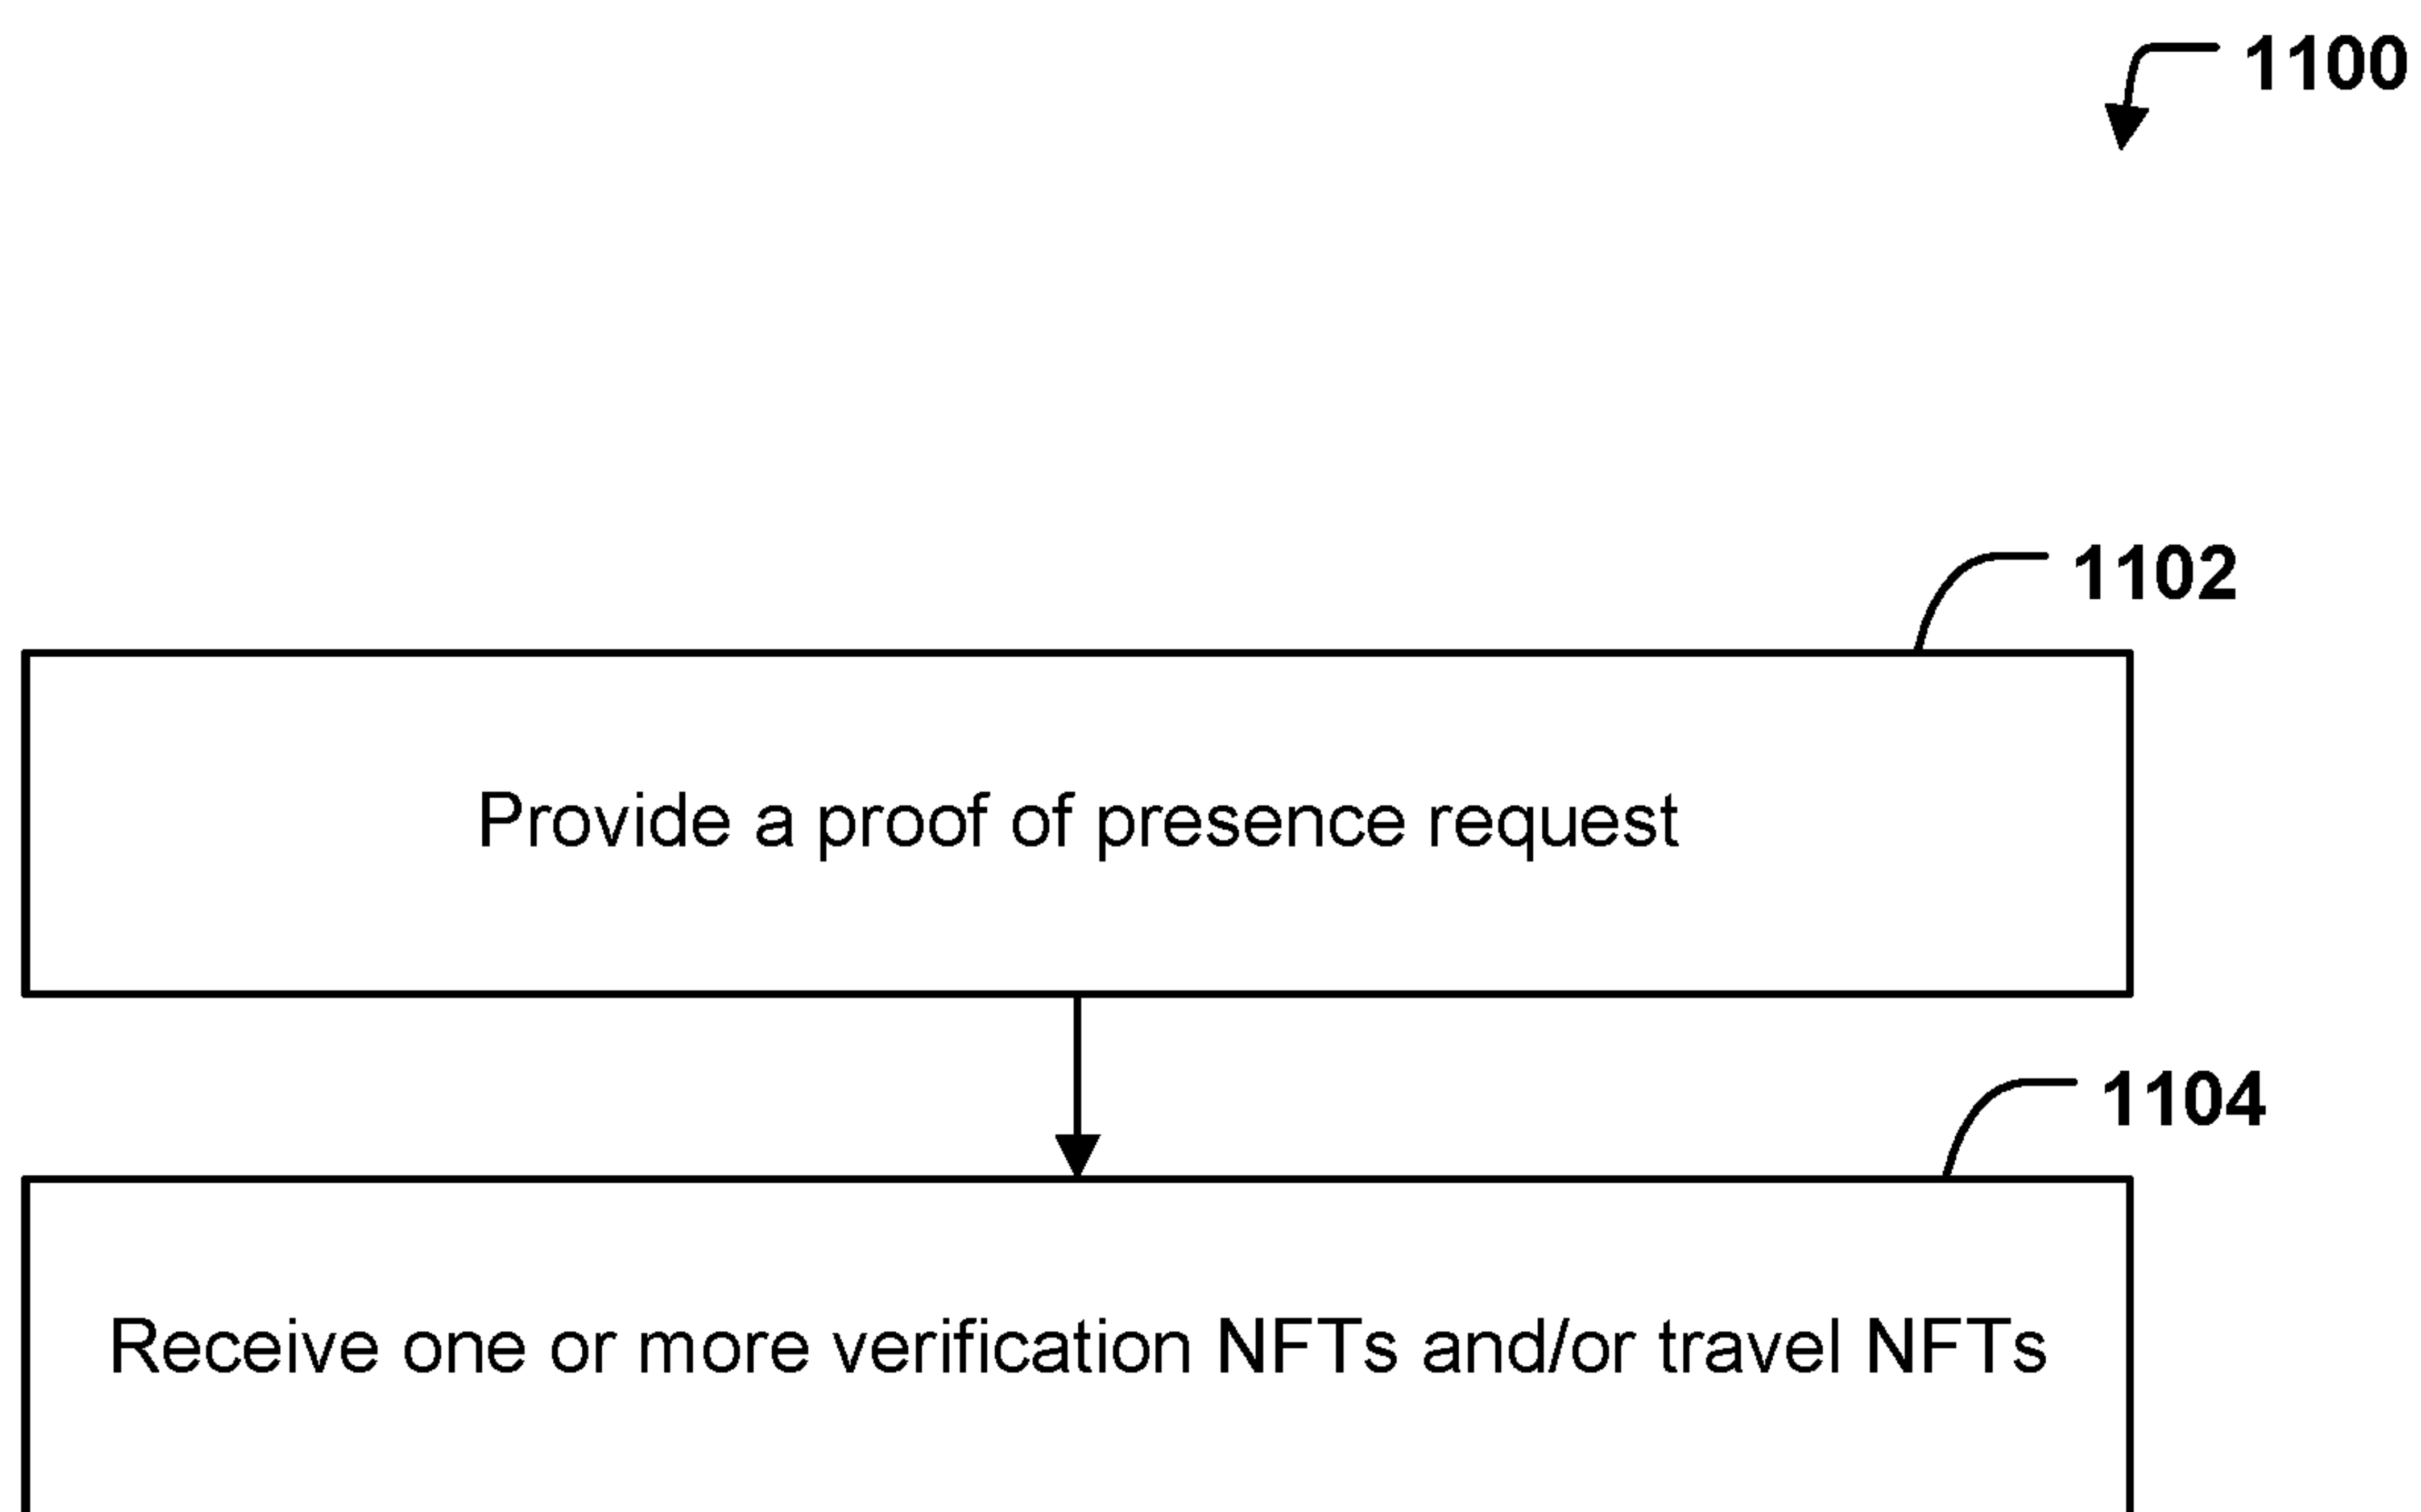 1100
1102
Provide a proof of presence request
1104
Receive one or more verification NFTs and/or travel NFTs